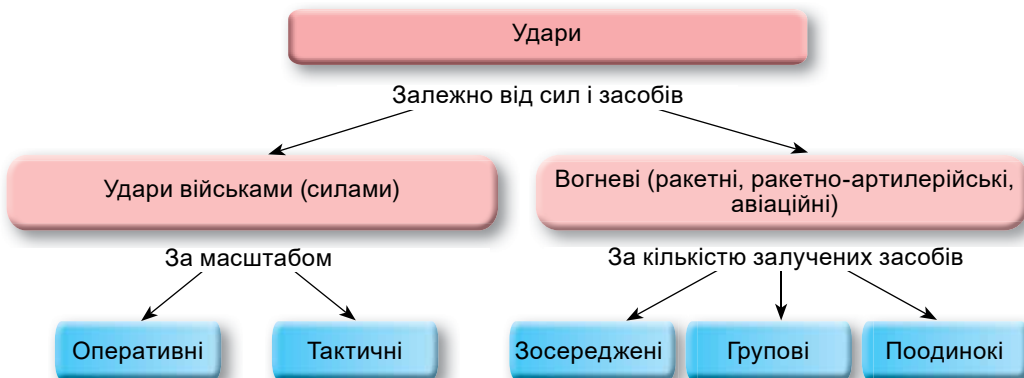 Удари
Залежно від сил і засобів
Удари військами (силами)
Вогневі (ракетні, ракетно-артилерійські,
авіаційні)
За масштабом
За кількістю залучених засобів
Оперативні
Тактичні
Зосереджені
Групові
Поодинокі